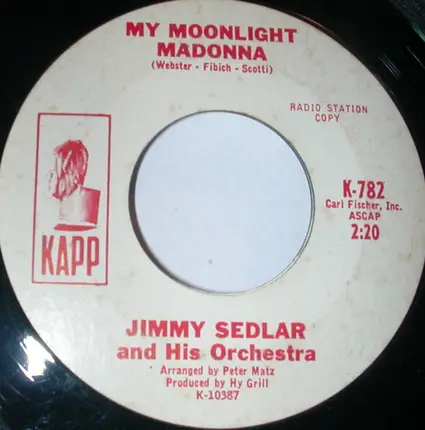 MY MOONLIGHT
MADONNA
(Webster - Fibich - Scotti)
RADIO STATION
COPY
K-782
Carl Fischer, Inc.
ASCAP
2:20
KAPP
JIMMY SEDLAR
and His Orchestra
Arranged by Peter Matz
Produced by Hy Grill
K-10387